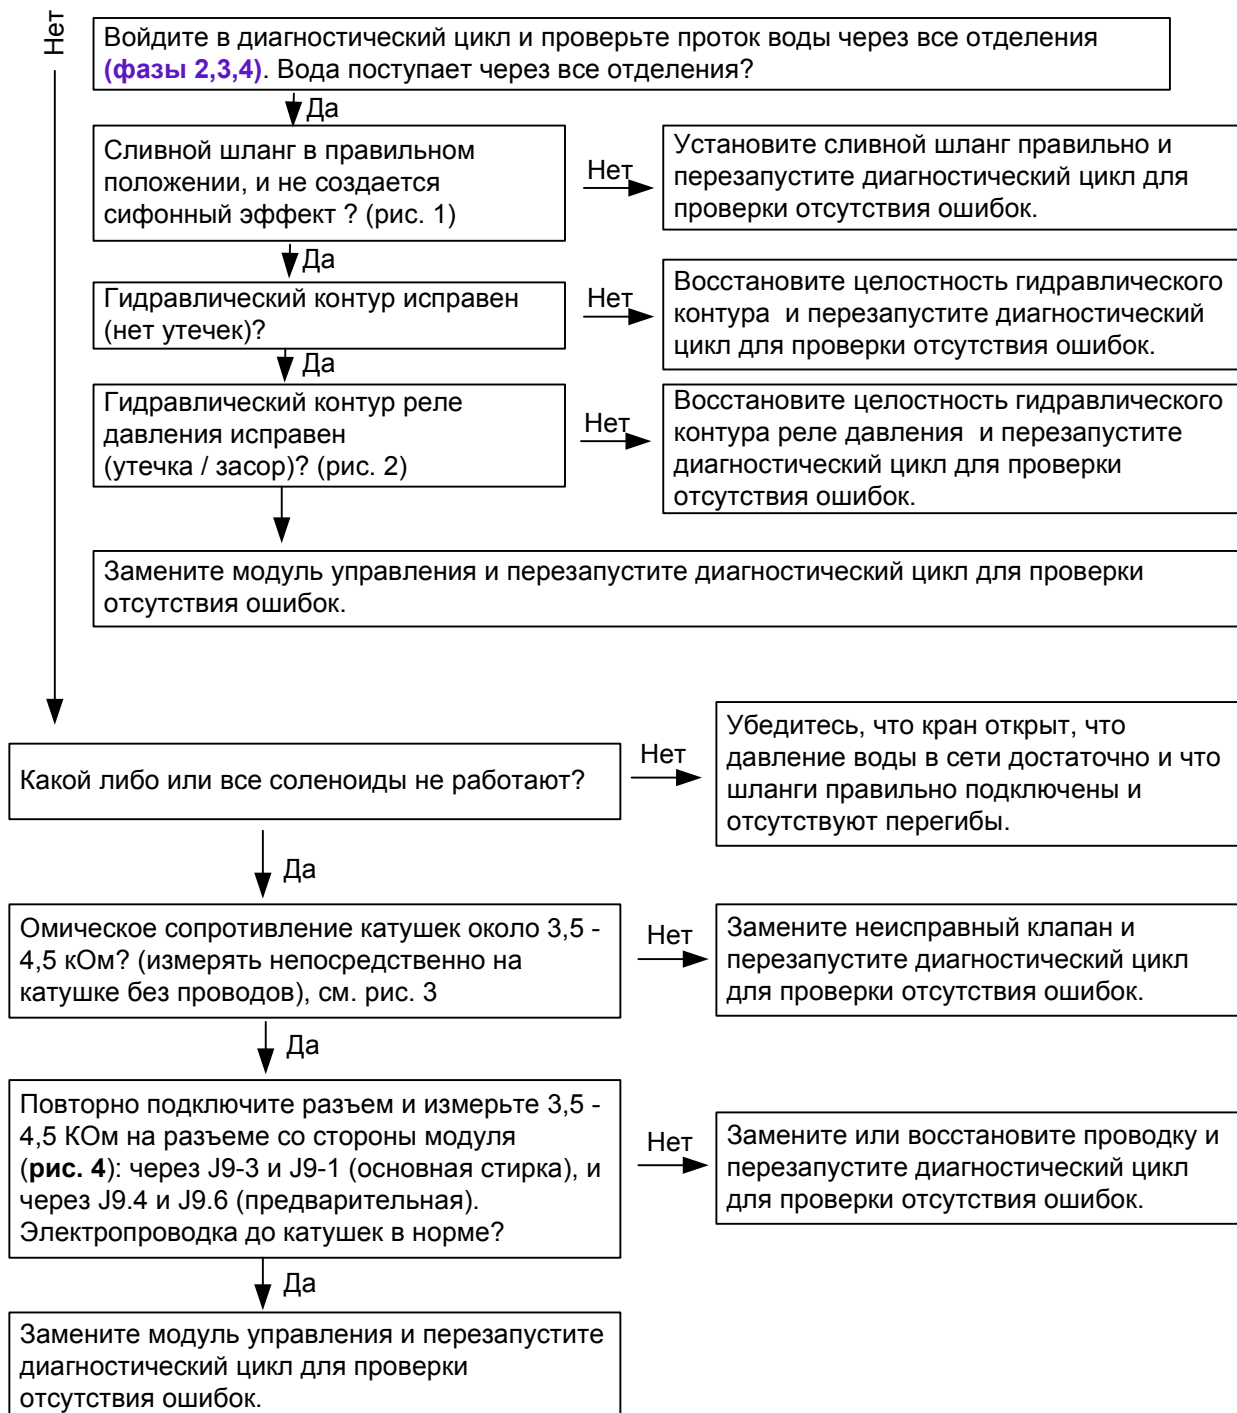 Нет
Войдите в диагностический цикл и проверьте проток воды через все отделения
(фазы 2,3,4). Вода поступает через все отделения?
Да
Сливной шланг в правильном
положении, и не создается
сифонный эффект ? (рис. 1)
Нет
Установите сливной шланг правильно и
перезапустите диагностический цикл для
проверки отсутствия ошибок.
Да
Гидравлический контур исправен
(нет утечек)?
Нет
Восстановите целостность гидравлического
контура и перезапустите диагностический
цикл для проверки отсутствия ошибок.
Да
Гидравлический контур реле
давления исправен
(утечка / засор)? (рис. 2)
Нет
Восстановите целостность гидравлического
контура реле давления и перезапустите
диагностический цикл для проверки
отсутствия ошибок.
Замените модуль управления и перезапустите диагностический цикл для проверки
отсутствия ошибок.
Какой либо или все соленоиды не работают?
Нет
Убедитесь, что кран открыт, что
давление воды в сети достаточно и что
шланги правильно подключены и
отсутствуют перегибы.
Да
Омическое сопротивление катушек около 3,5 -
4,5 кОм? (измерять непосредственно на
катушке без проводов), см. рис. 3
Нет
Замените неисправный клапан и
перезапустите диагностический цикл
для проверки отсутствия ошибок.
Да
Повторно подключите разъем и измерьте 3,5 -
4,5 КОм на разъеме со стороны модуля
(рис. 4): через J9-3 и J9-1 (основная стирка), и
через J9.4 и J9.6 (предварительная).
Электропроводка до катушек в норме?
Нет
Замените или восстановите проводку и
перезапустите диагностический цикл
для проверки отсутствия ошибок.
Да
Замените модуль управления и перезапустите
диагностический цикл для проверки
отсутствия ошибок.